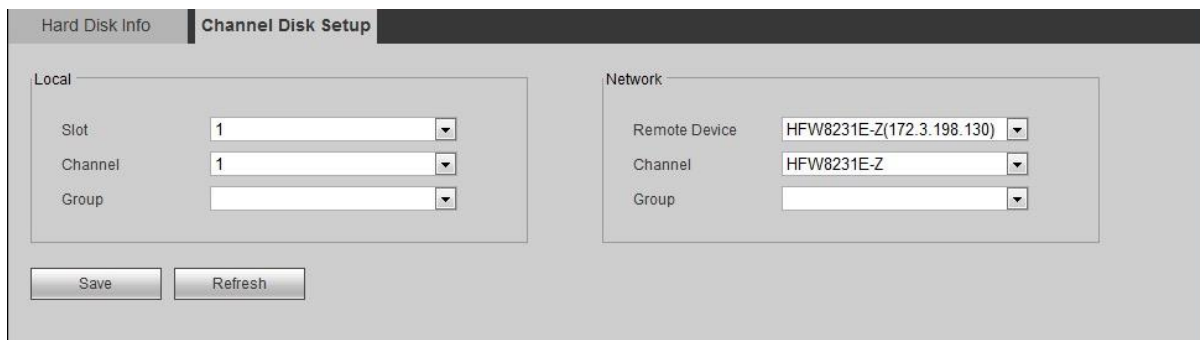 Hard Disk Info
Channel Disk Setup
Local
Slot 1
Channel 1
Group
Network
Remote Device HFW8231E-Z(172.3.198.130)
Channel HFW8231E-Z
Group
Save
Refresh